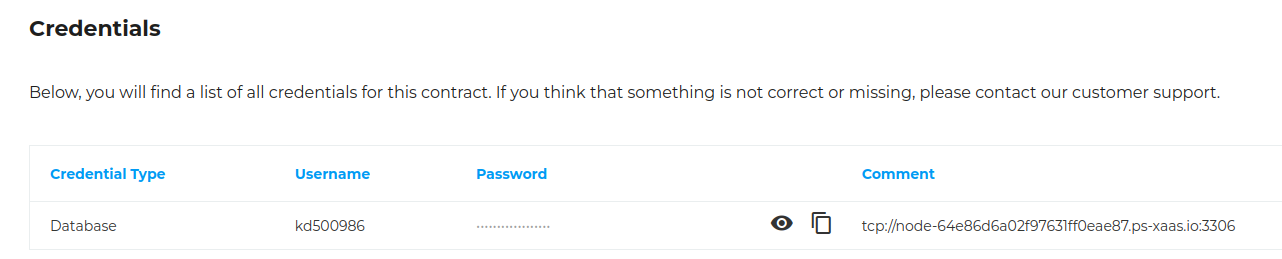 Credentials
Below, you will find a list of all credentials for this contract. If you think that something is not correct or missing, please contact our customer support.
Credential Type Username Password Comment
Database kd500986 ·················· tcp://node-64e86d6a02f97631ff0eae87.ps-xaas.io:3306